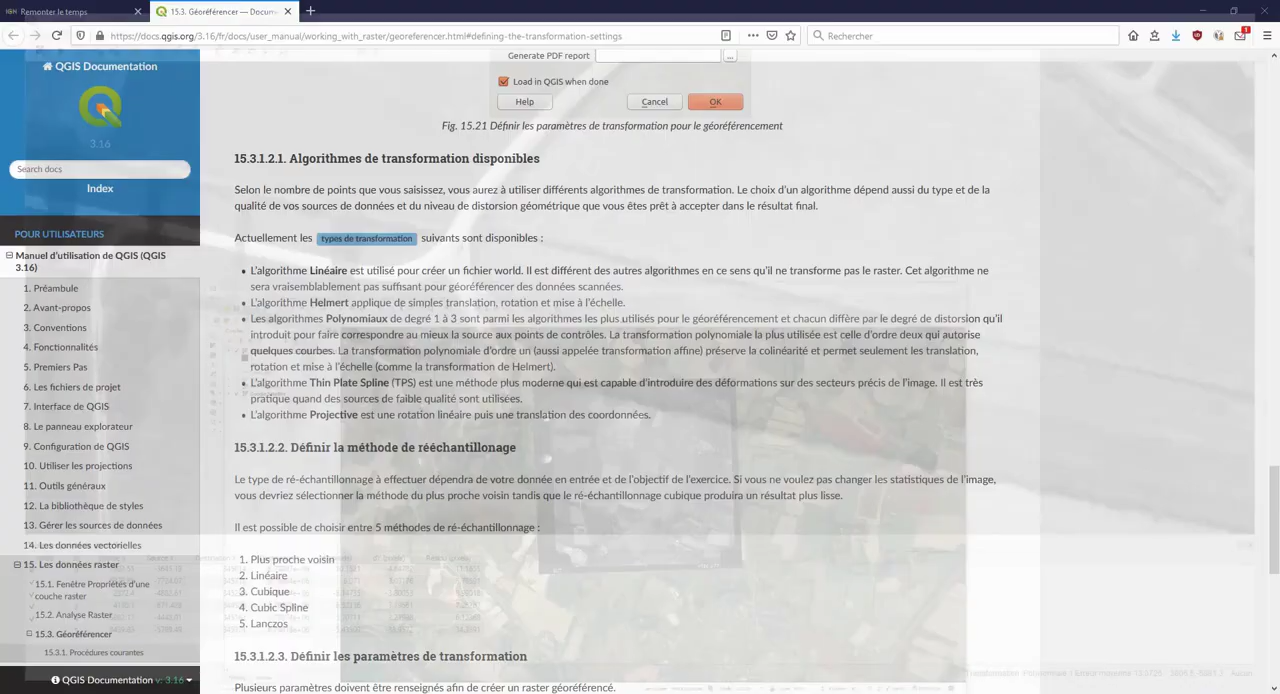 Remonter le temps
15.3. Géoréférencer — Docum
https://docs.qgis.org/3.16/fr/docs/user_manual/working_with_raster/georeferencer.html#defining-the-transformation-settings
Rechercher
1
QGIS Documentation
3.16
Search docs
Index
POUR UTILISATEURS
Manuel d'utilisation de QGIS (QGIS
3.16)
1. Préambule
2. Avant-propos
3. Conventions
4. Fonctionnalités
5. Premiers Pas
6. Les fichiers de projet
7. Interface de QGIS
8. Le panneau explorateur
9. Configuration de QGIS
10. Utiliser les projections
11. Outils généraux
12. La bibliothèque de styles
13. Gérer les sources de données
14. Les données vectorielles
15. Les données raster
15.1. Fenêtre Propriétés d'une
couche raster
15.2. Analyse Raster
15.3. Géoréférencer
15.3.1. Procédures courantes
QGIS Documentation v: 3.16
Generate PDF report
...
Load in QGIS when done
Help
Cancel
OK
Fig. 15.21 Définir les paramètres de transformation pour le géoréférencement
15.3.1.2.1. Algorithmes de transformation disponibles
Selon le nombre de points que vous saisissez, vous aurez à utiliser différents algorithmes de transformation. Le choix d'un algorithme dépend aussi du type et de la
qualité de vos sources de données et du niveau de distorsion géométrique que vous êtes prêt à accepter dans le résultat final.
Actuellement les types de transformation suivants sont disponibles :
• L'algorithme Linéaire est utilisé pour créer un fichier world. Il est différent des autres algorithmes en ce sens qu'il ne transforme pas le raster. Cet algorithme ne
sera vraisemblablement pas suffisant pour géoréférencer des données scannées.
• L'algorithme Helmert applique de simples translation, rotation et mise à l'échelle.
• Les algorithmes Polynomiaux de degré 1 à 3 sont parmi les algorithmes les plus utilisés pour le géoréférencement et chacun diffère par le degré de distorsion qu'il
introduit pour faire correspondre au mieux la source aux points de contrôles. La transformation polynomiale la plus utilisée est celle d'ordre deux qui autorise
quelques courbes. La transformation polynomiale d'ordre un (aussi appelée transformation affine) préserve la colinéarité et permet seulement les translation,
rotation et mise à l'échelle (comme la transformation de Helmert).
• L'algorithme Thin Plate Spline (TPS) est une méthode plus moderne qui est capable d'introduire des déformations sur des secteurs précis de l'image. Il est très
pratique quand des sources de faible qualité sont utilisées.
• L'algorithme Projective est une rotation linéaire puis une translation des coordonnées.
15.3.1.2.2. Définir la méthode de rééchantillonage
Le type de ré-échantillonnage à effectuer dépendra de votre donnée en entrée et de l'objectif de l'exercice. Si vous ne voulez pas changer les statistiques de l'image,
vous devriez sélectionner la méthode du plus proche voisin tandis que le ré-échantillonnage cubique produira un résultat plus lisse.
Il est possible de choisir entre 5 méthodes de ré-échantillonnage :
1. Plus proche voisin
2. Linéaire
3. Cubique
4. Cubic Spline
5. Lanczos
15.3.1.2.3. Définir les paramètres de transformation
Plusieurs paramètres doivent être renseignés afin de créer un raster géoréférencé.